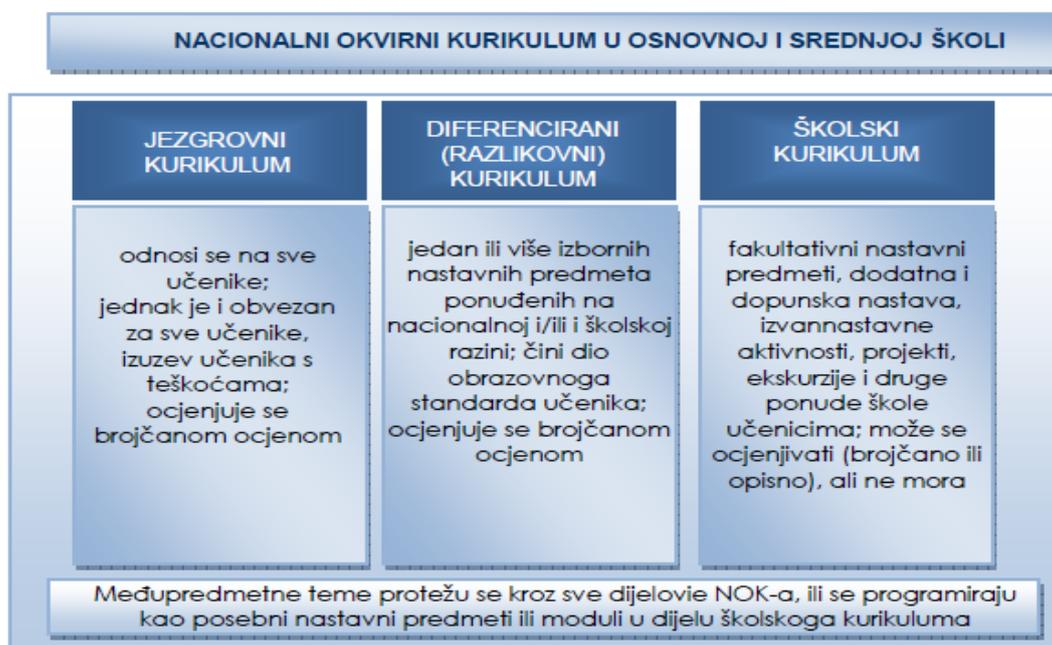 NACIONALNI OKVIRNI KURIKULUM U OSNOVNOJ I SREDNJOJ ŠKOLI
JEZGROVNI
KURIKULUM
odnosi se na sve
učenike;
jednak je i obvezan
za sve učenike,
izuzev učenika s
teškoćama;
ocjenjuje se
brojčanom ocjenom
DIFERENCIRANI
(RAZLIKOVNI)
KURIKULUM
jedan ili više izbornih
nastavnih predmeta
ponuđenih na
nacionalnoj i/ili i školskoj
razini; čini dio
obrazovnoga
standarda učenika;
ocjenjuje se brojčanom
ocjenom
ŠKOLSKI
KURIKULUM
fakultativni nastavni
predmeti, dodatna i
dopunska nastava,
izvannastavne
aktivnosti, projekti,
ekskurzije i druge
ponude škole
učenicima; može se
ocjenjivati (brojčano ili
opisno), ali ne mora
Međupredmetne teme protežu se kroz sve dijelovie NOK-a, ili se programiraju
kao posebni nastavni predmeti ili moduli u dijelu školskoga kurikuluma